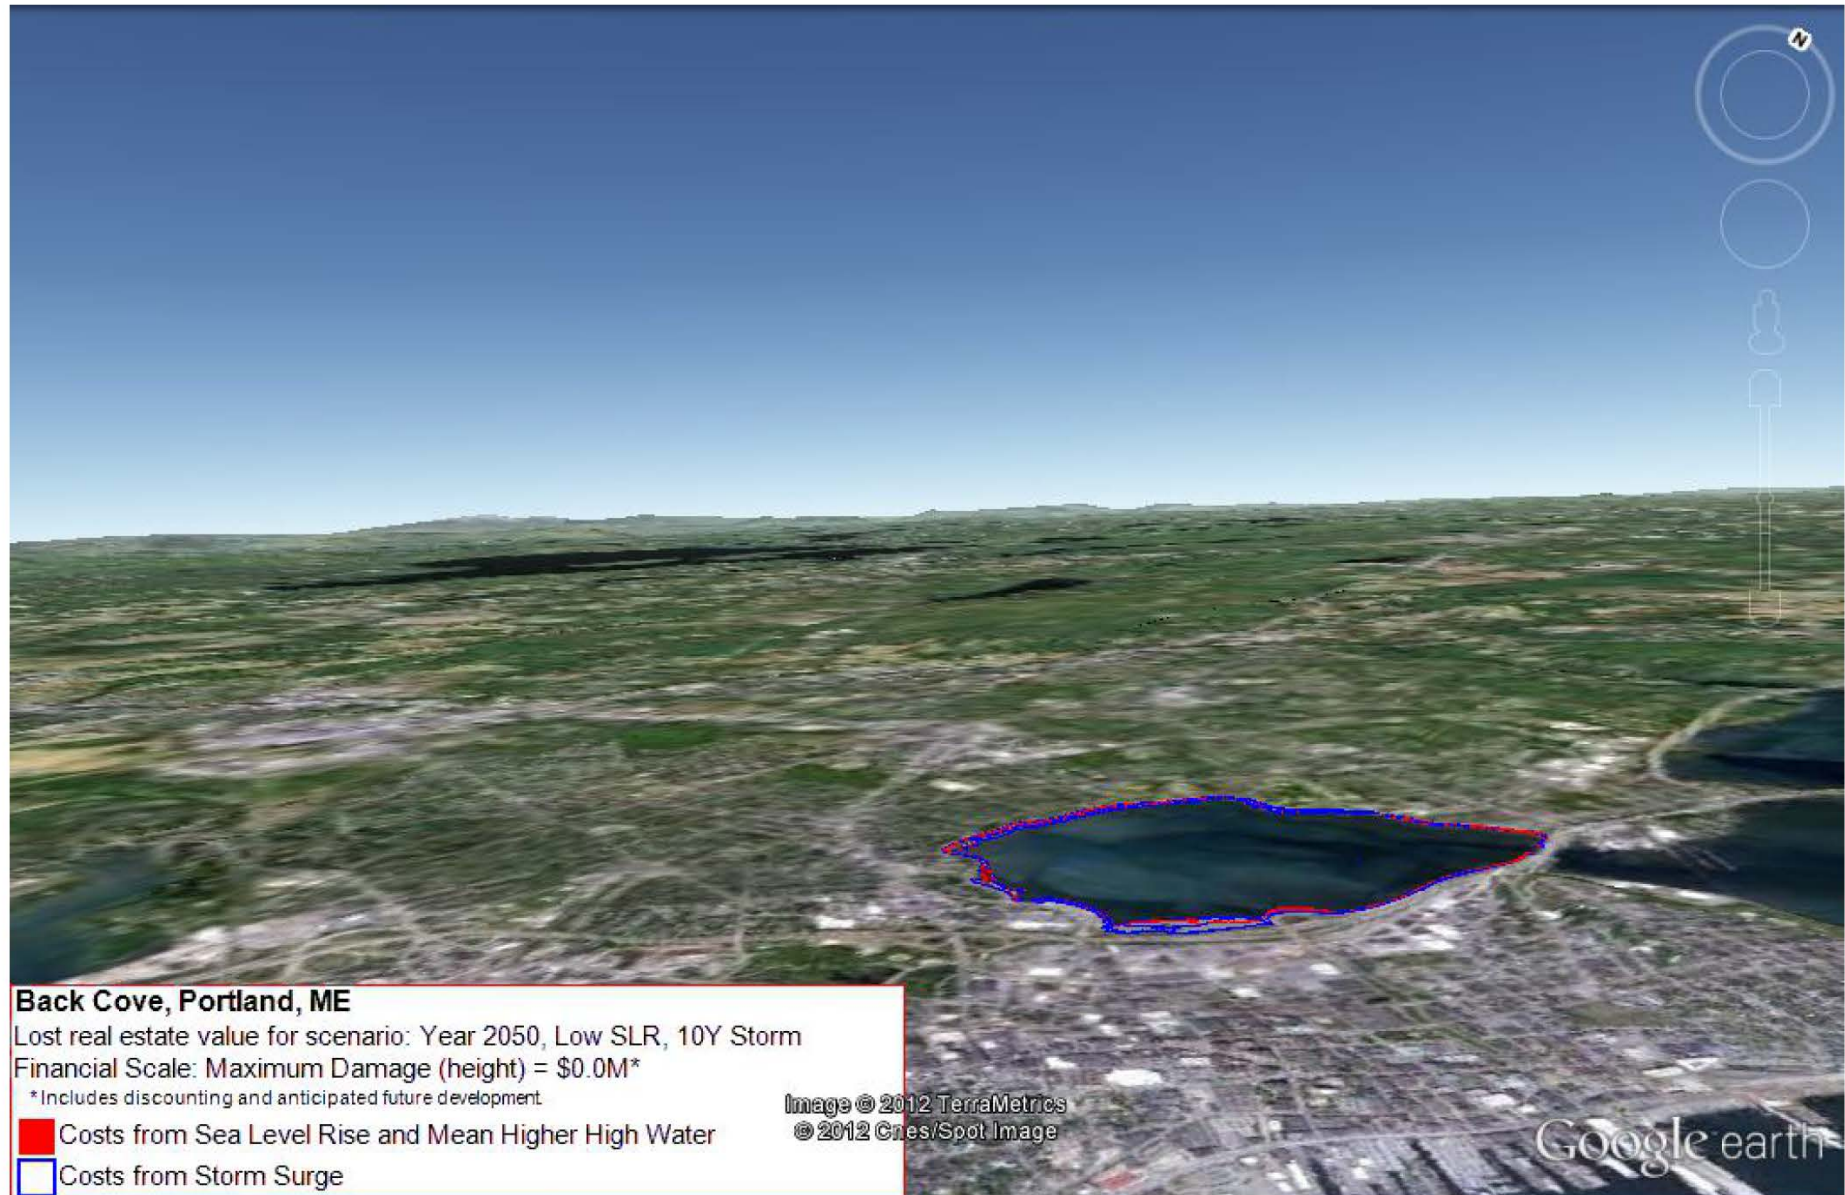 N
Back Cove, Portland, ME
Lost real estate value for scenario: Year 2050, Low SLR, 10Y Storm
Financial Scale: Maximum Damage (height) = $0.0M*
*Includes discounting and anticipated future development.
Costs from Sea Level Rise and Mean Higher High Water
Costs from Storm Surge
Image © 2012 TerraMetrics
© 2012 Cnes/Spot Image
Google earth